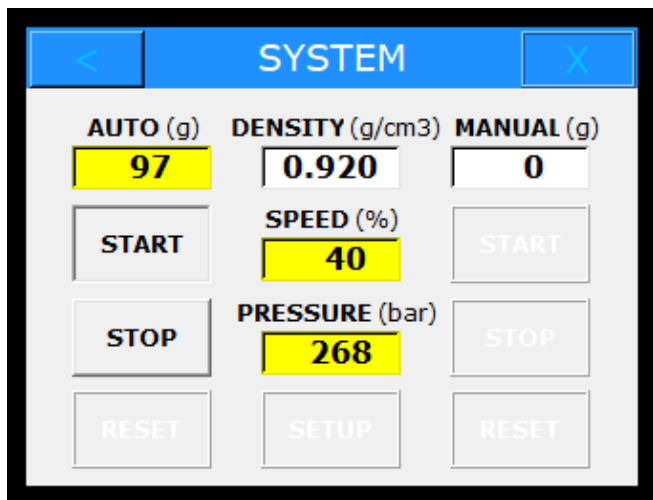 < SYSTEM X
AUTO (g) DENSITY (g/cm3) MANUAL (g)
97 0.920 0
START SPEED (%) START
40
STOP PRESSURE (bar) STOP
268
RESET SETUP RESET